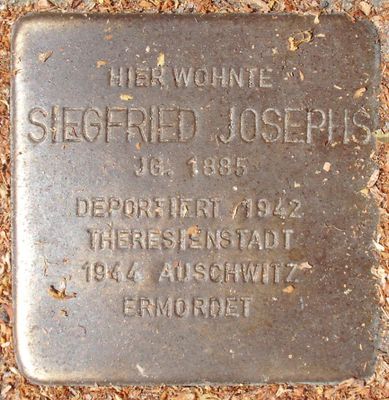 HIER WOHNTE
SIEGFRIED JOSEPHS
JG. 1885
DEPORTIERT 1942
THERESIENSTADT
1944 AUSCHWITZ
ERMORDET